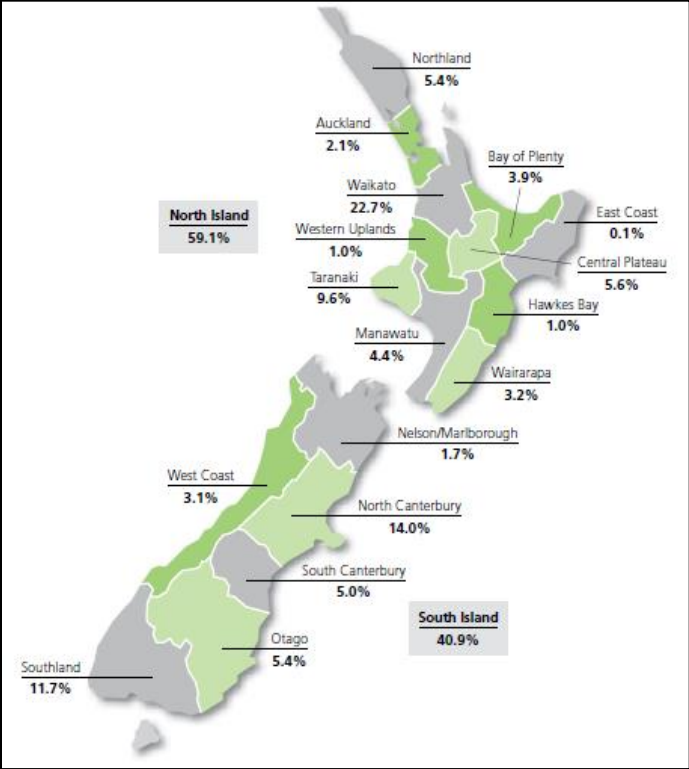 Northland
5.4%
Auckland
2.1%
Bay of Plenty
3.9%
Waikato
22.7%
North Island
59.1%
East Coast
0.1%
Western Uplands
1.0%
Central Plateau
5.6%
Taranaki
9.6%
Hawkes Bay
1.0%
Manawatu
4.4%
Wairarapa
3.2%
Nelson/Marlborough
1.7%
West Coast
3.1%
North Canterbury
14.0%
South Canterbury
5.0%
South Island
40.9%
Otago
5.4%
Southland
11.7%